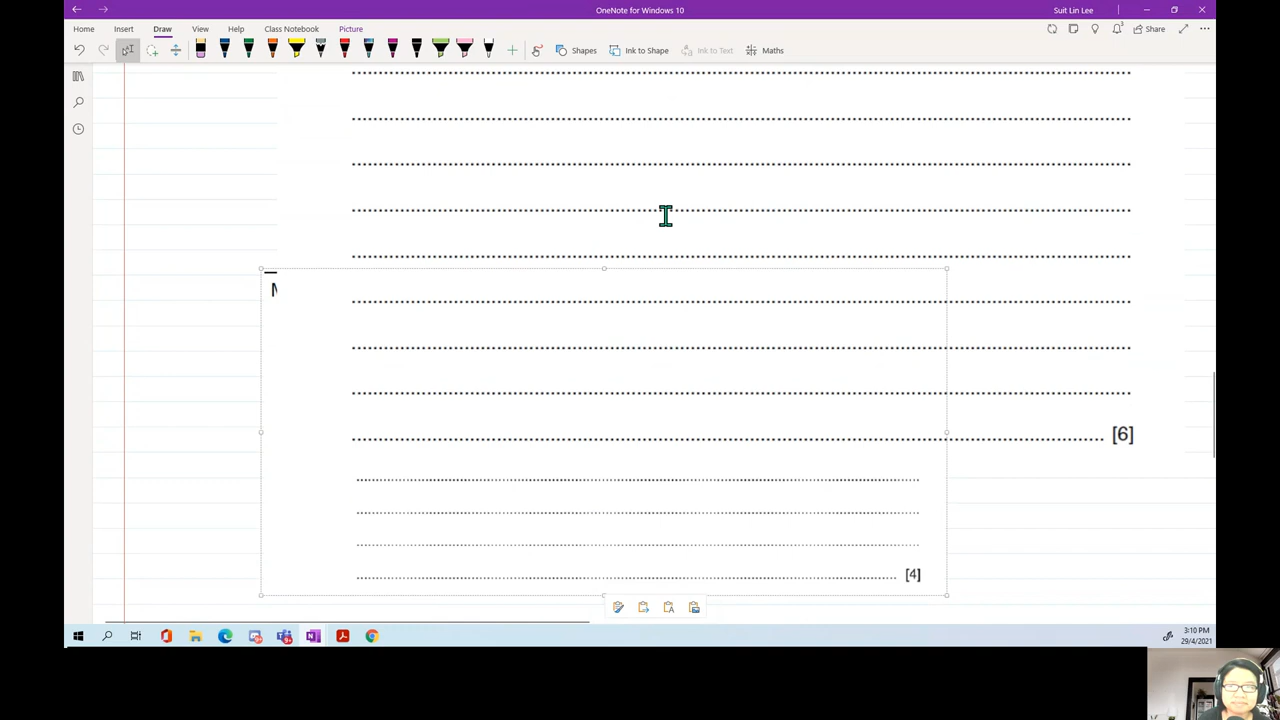 OneNote for Windows 10
Suit Lin Lee
Home
Insert
Draw
View
Help
Class Notebook
Picture
Share
Shapes
Ink to Shape
Ink to Text
Maths
[6]
[4]
3:10 PM
29/4/2021